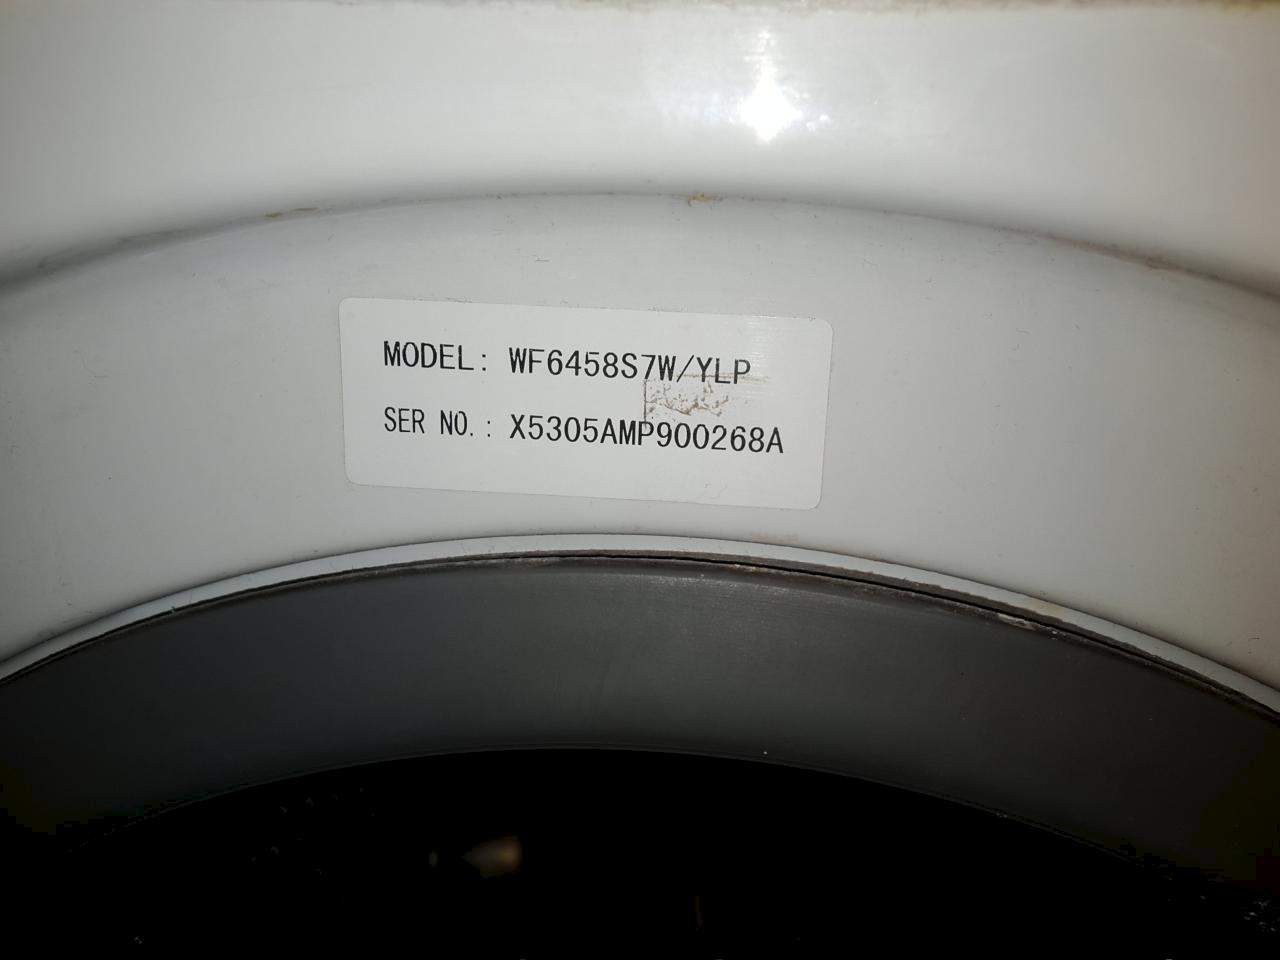 MODEL: WF6458S7W/YLP
SER NO.: X5305AMP900268A